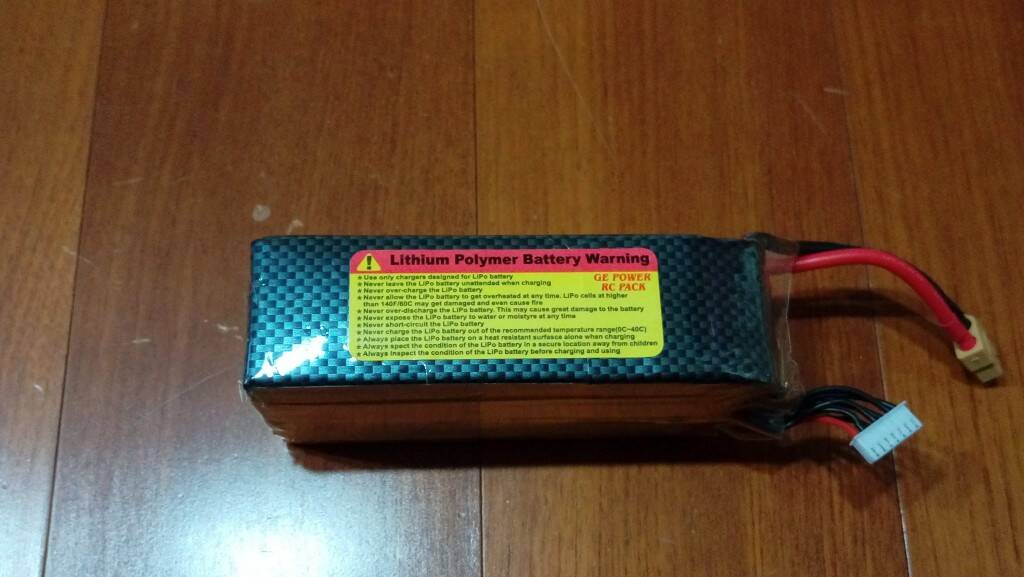 Lithium Polymer Battery Warning
GE POWER
RC PACK
★ Use only chargers designed for LiPo battery
★ Never leave the LiPo battery unattended when charging
★ Never over-charge the LiPo battery
★ Never allow the LiPo battery to get overheated at any time. LiPo cells at higher
than 140F/60C may get damaged and even cause fire
★ Never over-discharge the LiPo battery. This may cause great damage to the battery
★ Never expose the LiPo battery to water or moisture at any time
★ Never short-circuit the LiPo battery
★ Never charge the LiPo battery out of the recommended temperature range(0C~40C)
★ Always place the LiPo battery on a heat resistant surfasce alone when charging
★ Always spect the condition of the LiPo battery in a secure location away from children
★ Always inspect the condition of the LiPo battery before charging and using